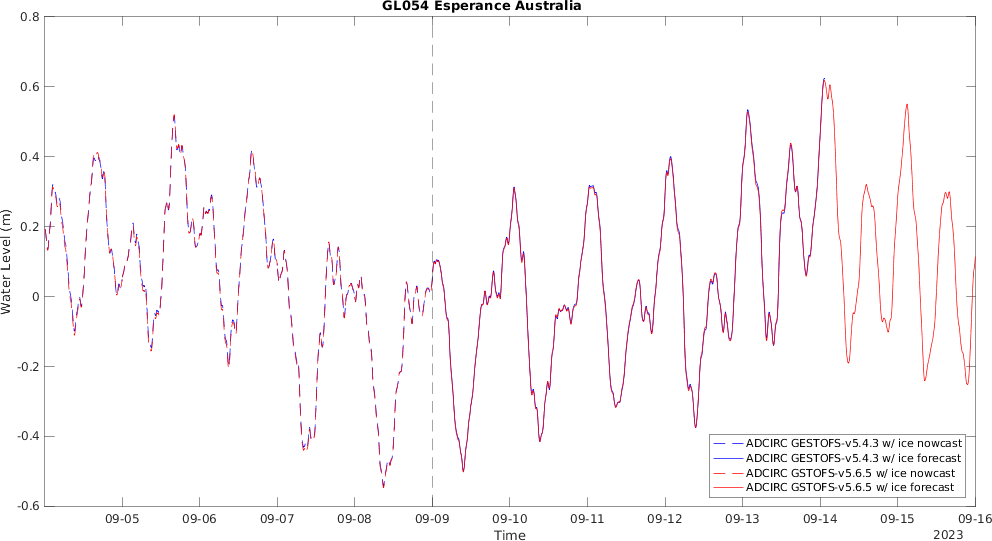 GL054 Esperance Australia
Water Level (m)
0.8
0.6
0.4
0.2
0
-0.2
-0.4
-0.6
ADCIRC GESTOFS-v5.4.3 w/ ice nowcast
ADCIRC GESTOFS-v5.4.3 w/ ice forecast
ADCIRC GSTOFS-v5.6.5 w/ ice nowcast
ADCIRC GSTOFS-v5.6.5 w/ ice forecast
09-05 09-06 09-07 09-08 09-09 09-10 09-11 09-12 09-13 09-14 09-15 09-16
Time
2023